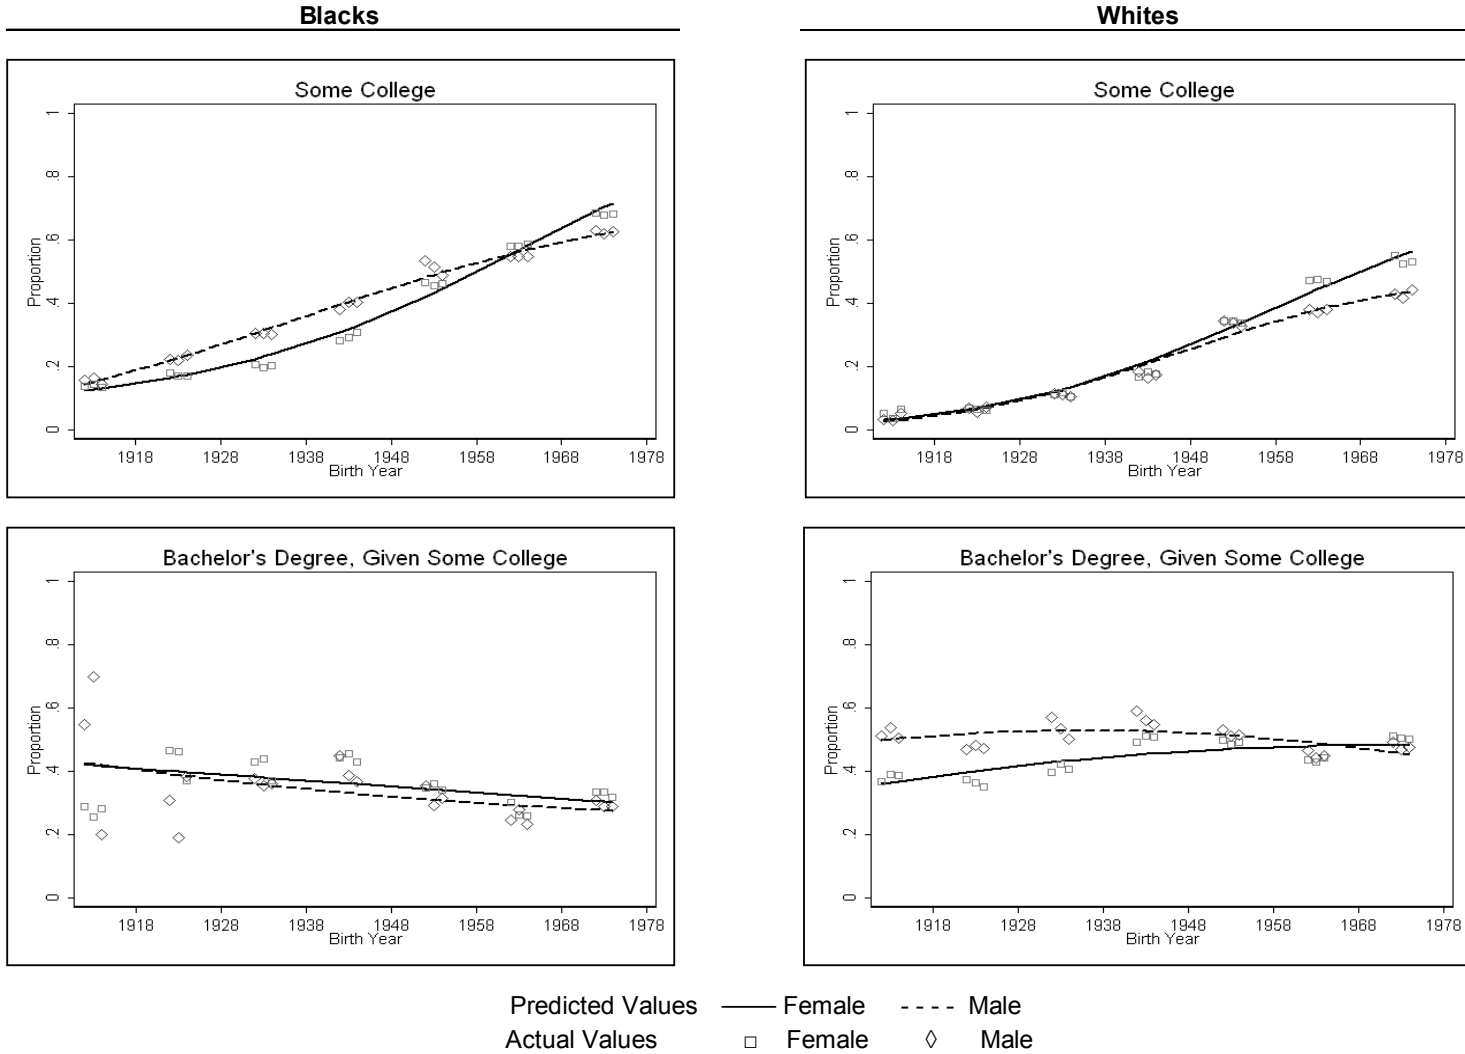 Blacks
Whites
Some College
Proportion
1
.8
.6
.4
.2
0
1918 1928 1938 1948 1958 1968 1978
Birth Year
Some College
Proportion
1
.8
.6
.4
.2
0
1918 1928 1938 1948 1958 1968 1978
Birth Year
Bachelor's Degree, Given Some College
Proportion
1
.8
.6
.4
.2
0
1918 1928 1938 1948 1958 1968 1978
Birth Year
Bachelor's Degree, Given Some College
Proportion
1
.8
.6
.4
.2
0
1918 1928 1938 1948 1958 1968 1978
Birth Year
Predicted Values Female Male
Actual Values Female Male